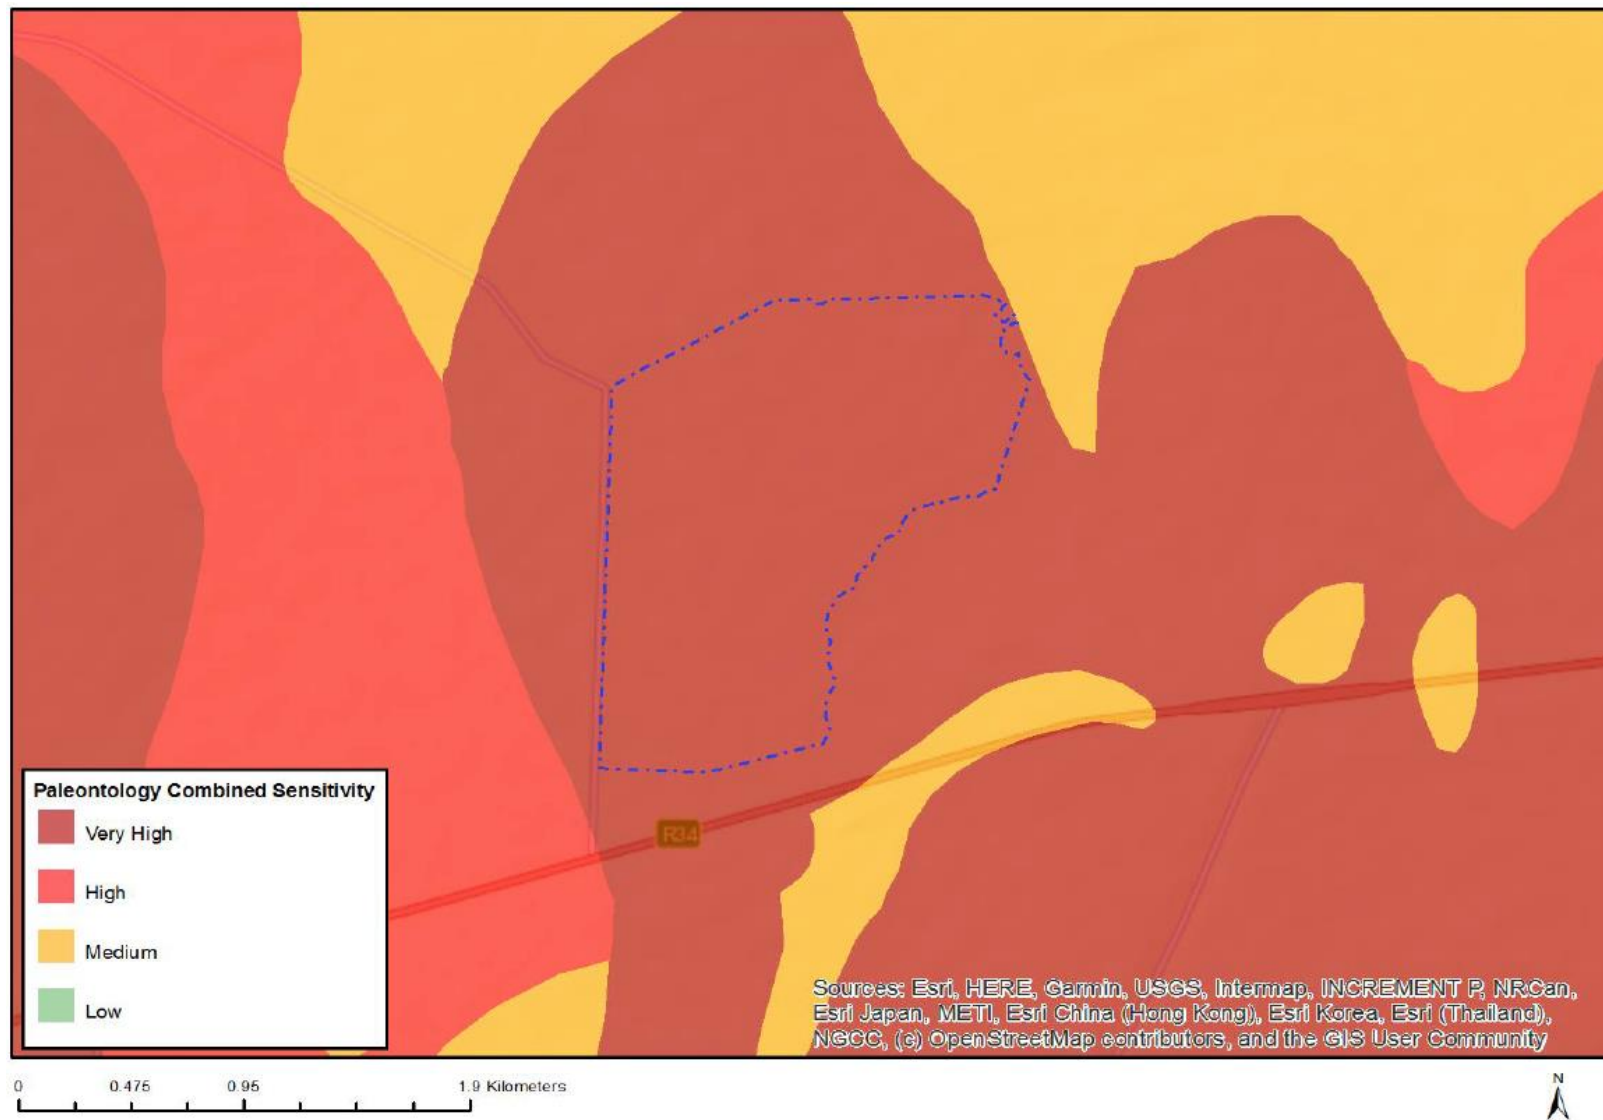 R34
Paleontology Combined Sensitivity
Very High
High
Medium
Low
Sources: Esri, HERE, Garmin, USGS, Intermap, INCREMENT P, NRCan,
Esri Japan, METI, Esri China (Hong Kong), Esri Korea, Esri (Thailand),
NGCC, (c) OpenStreetMap contributors, and the GIS User Community
0 0.475 0.95 1.9 Kilometers
N